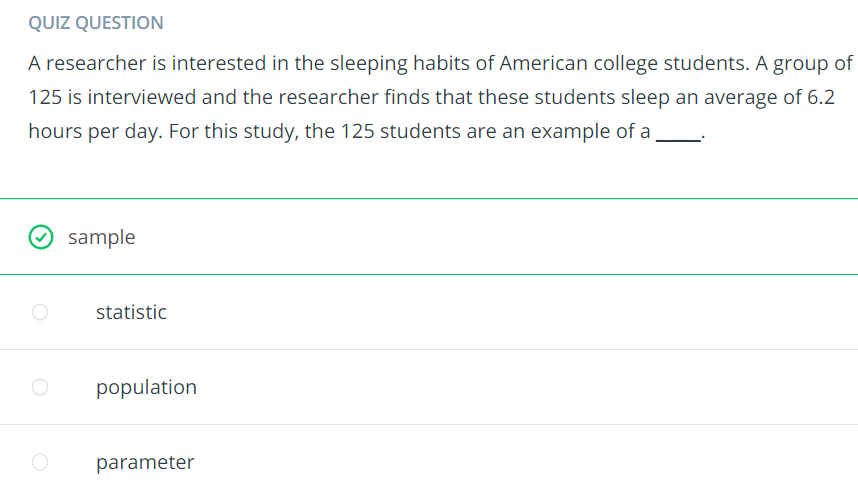 QUIZ QUESTION
A researcher is interested in the sleeping habits of American college students. A group of
125 is interviewed and the researcher finds that these students sleep an average of 6.2
hours per day. For this study, the 125 students are an example of a _____.
sample
statistic
population
parameter